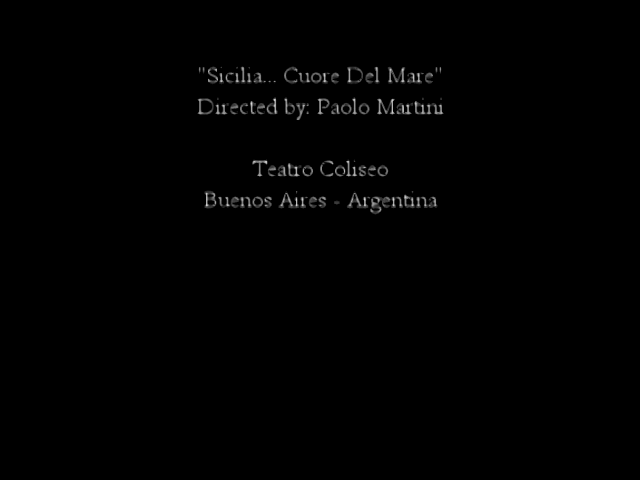 "Sicilia... Cuore Del Mare"
Directed by: Paolo Martini
Teatro Coliseo
Buenos Aires - Argentina